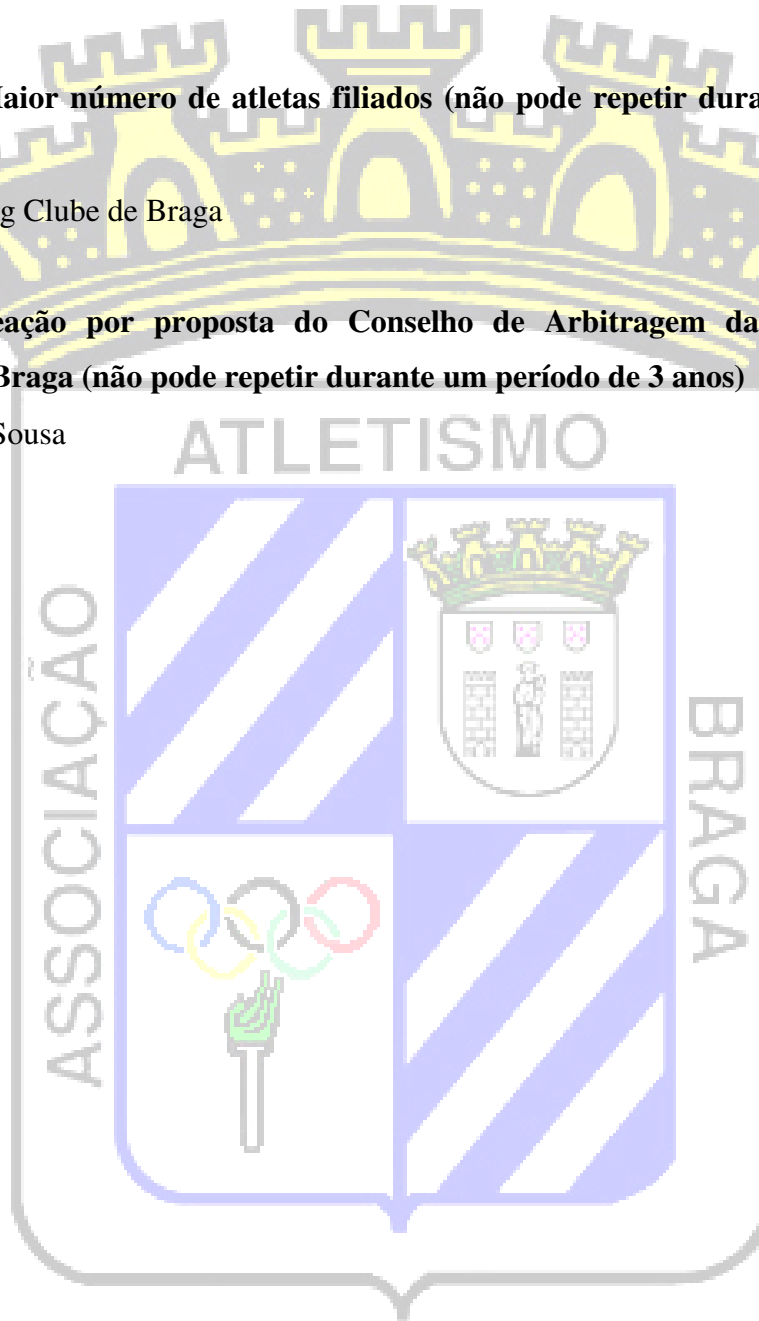 aior número de atletas filiados (não pode repetir dura
g Clube de Braga
eação por proposta do Conselho de Arbitragem da
Braga (não pode repetir durante um período de 3 anos)
Sousa
ATLETISMO
ASSOCIAÇÃO
BRAGA